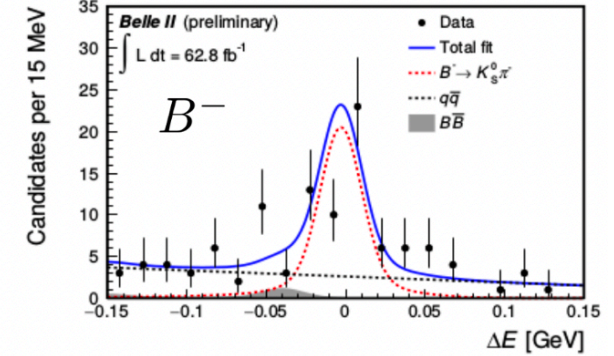 Belle II (preliminary)
∫ L dt = 62.8 fb⁻¹
B⁻
Data
Total fit
B⁻→ K⁰ₛπ⁻
qq̅
BB̅
Candidates per 15 MeV
35
30
25
20
15
10
5
0
−0.15 −0.1 −0.05 0 0.05 0.1 0.15
ΔE [GeV]